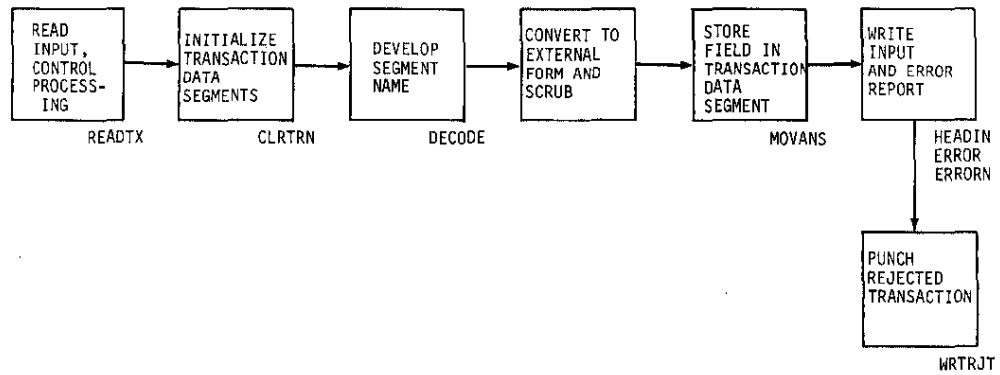 READ
INPUT,
CONTROL
PROCESS-
ING
READTX
INITIALIZE
TRANSACTION
DATA
SEGMENTS
CLRTRN
DEVELOP
SEGMENT
NAME
DECODE
CONVERT TO
EXTERNAL
FORM AND
SCRUB
STORE
FIELD IN
TRANSACTION
DATA
SEGMENT
MOVANS
WRITE
INPUT
AND ERROR
REPORT
HEADIN
ERROR
ERRORN
PUNCH
REJECTED
TRANSACTION
WRTRJT